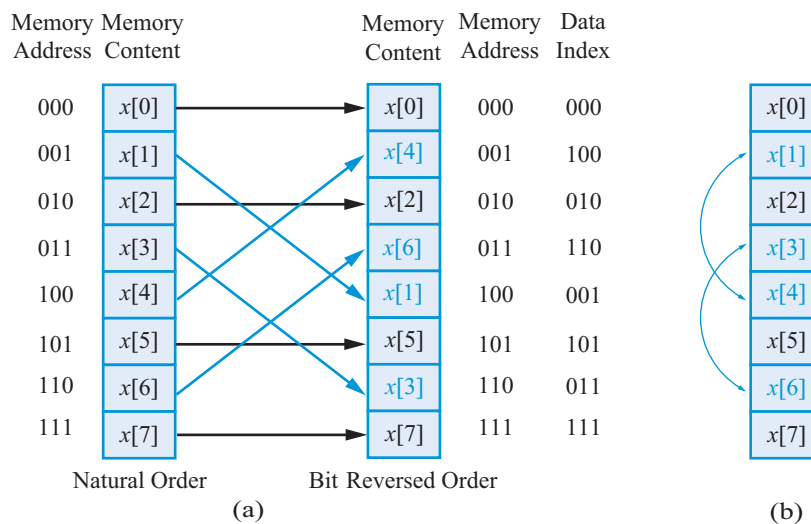 Memory Memory Memory Memory Data
Address Content Content Address Index
000 x[0] x[0] 000 000 x[0]
001 x[1] x[4] 001 100 x[1]
010 x[2] x[2] 010 010 x[2]
011 x[3] x[6] 011 110 x[3]
100 x[4] x[1] 100 001 x[4]
101 x[5] x[5] 101 101 x[5]
110 x[6] x[3] 110 011 x[6]
111 x[7] x[7] 111 111 x[7]
Natural Order Bit Reversed Order
(a) (b)